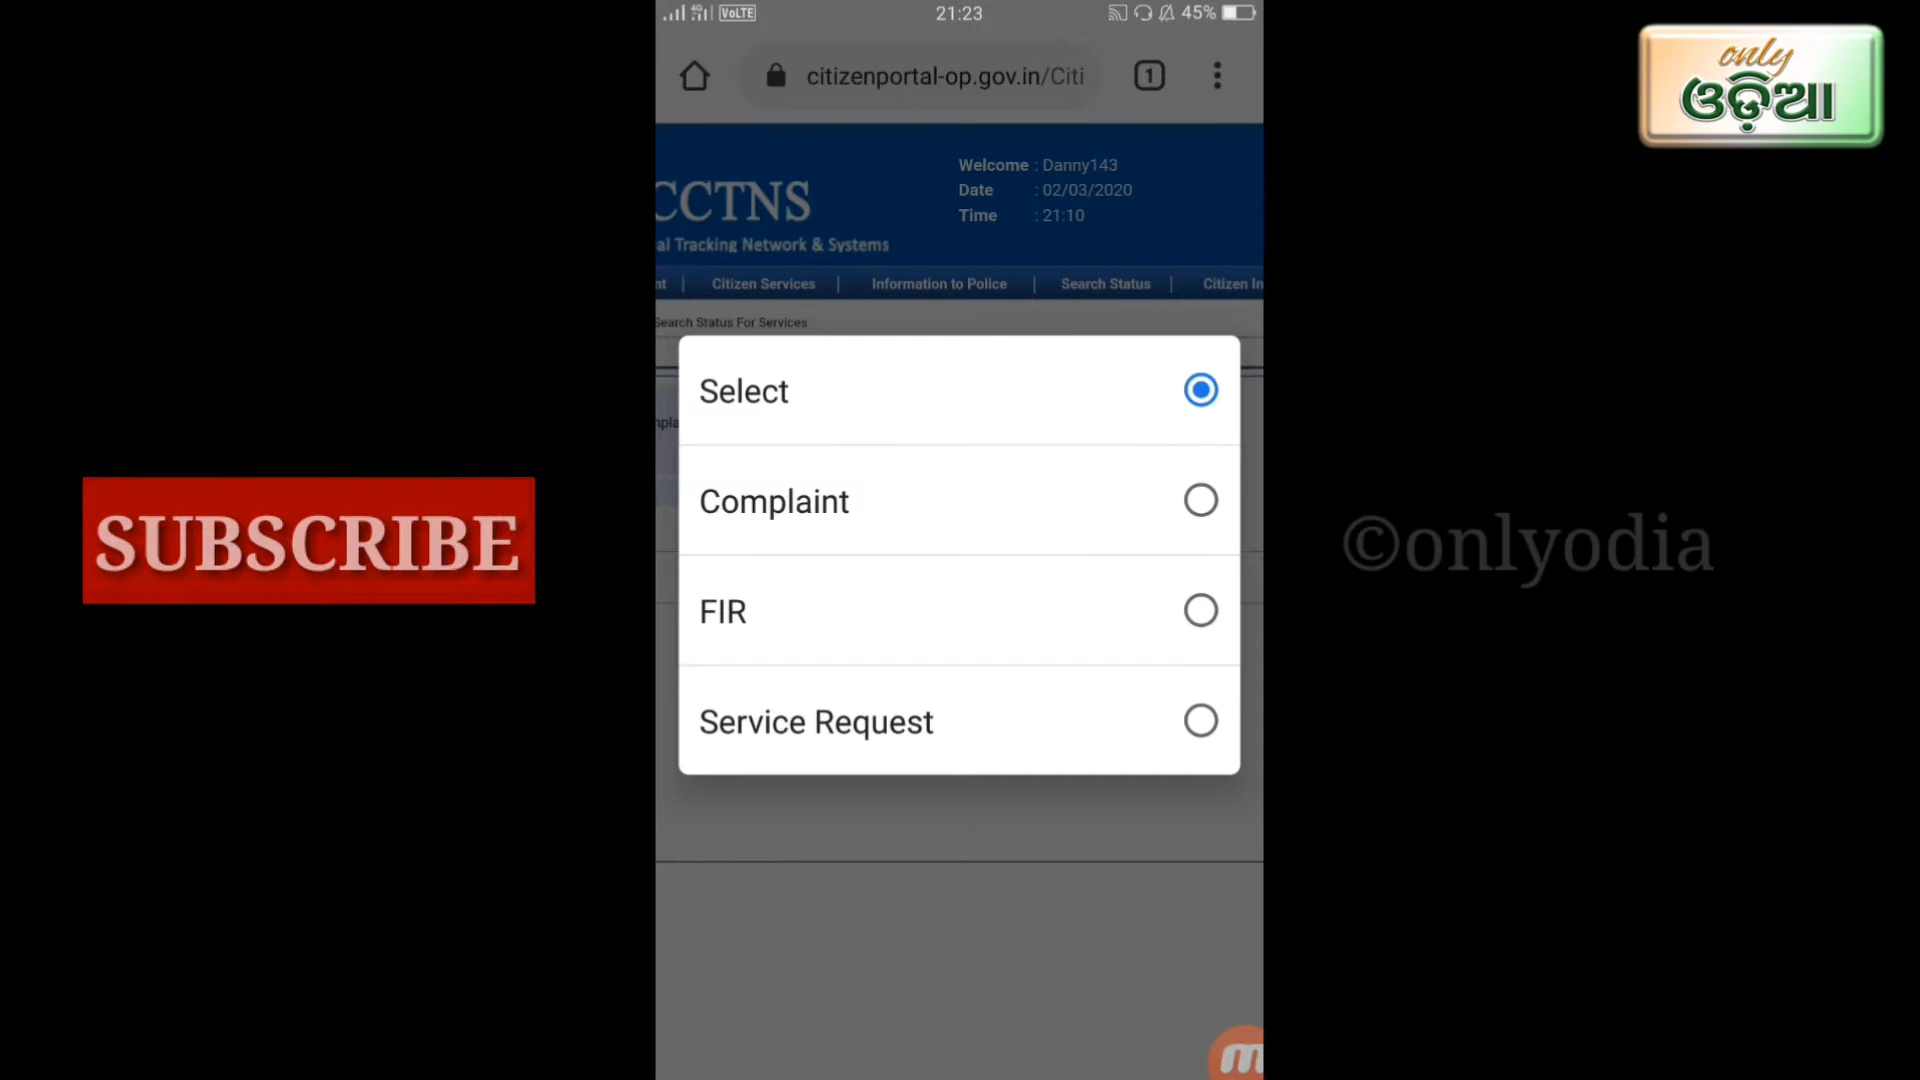 4G VoLTE 21:23 45%
citizenportal-op.gov.in/Citi 1
only
ଓଡ଼ିଆ
Welcome : Danny143
Date : 02/03/2020
Time : 21:10
CCTNS
al Tracking Network & Systems
nt | Citizen Services | Information to Police | Search Status | Citizen In
Search Status For Services
Select
mpla
Complaint
FIR
Service Request
SUBSCRIBE
©onlyodia